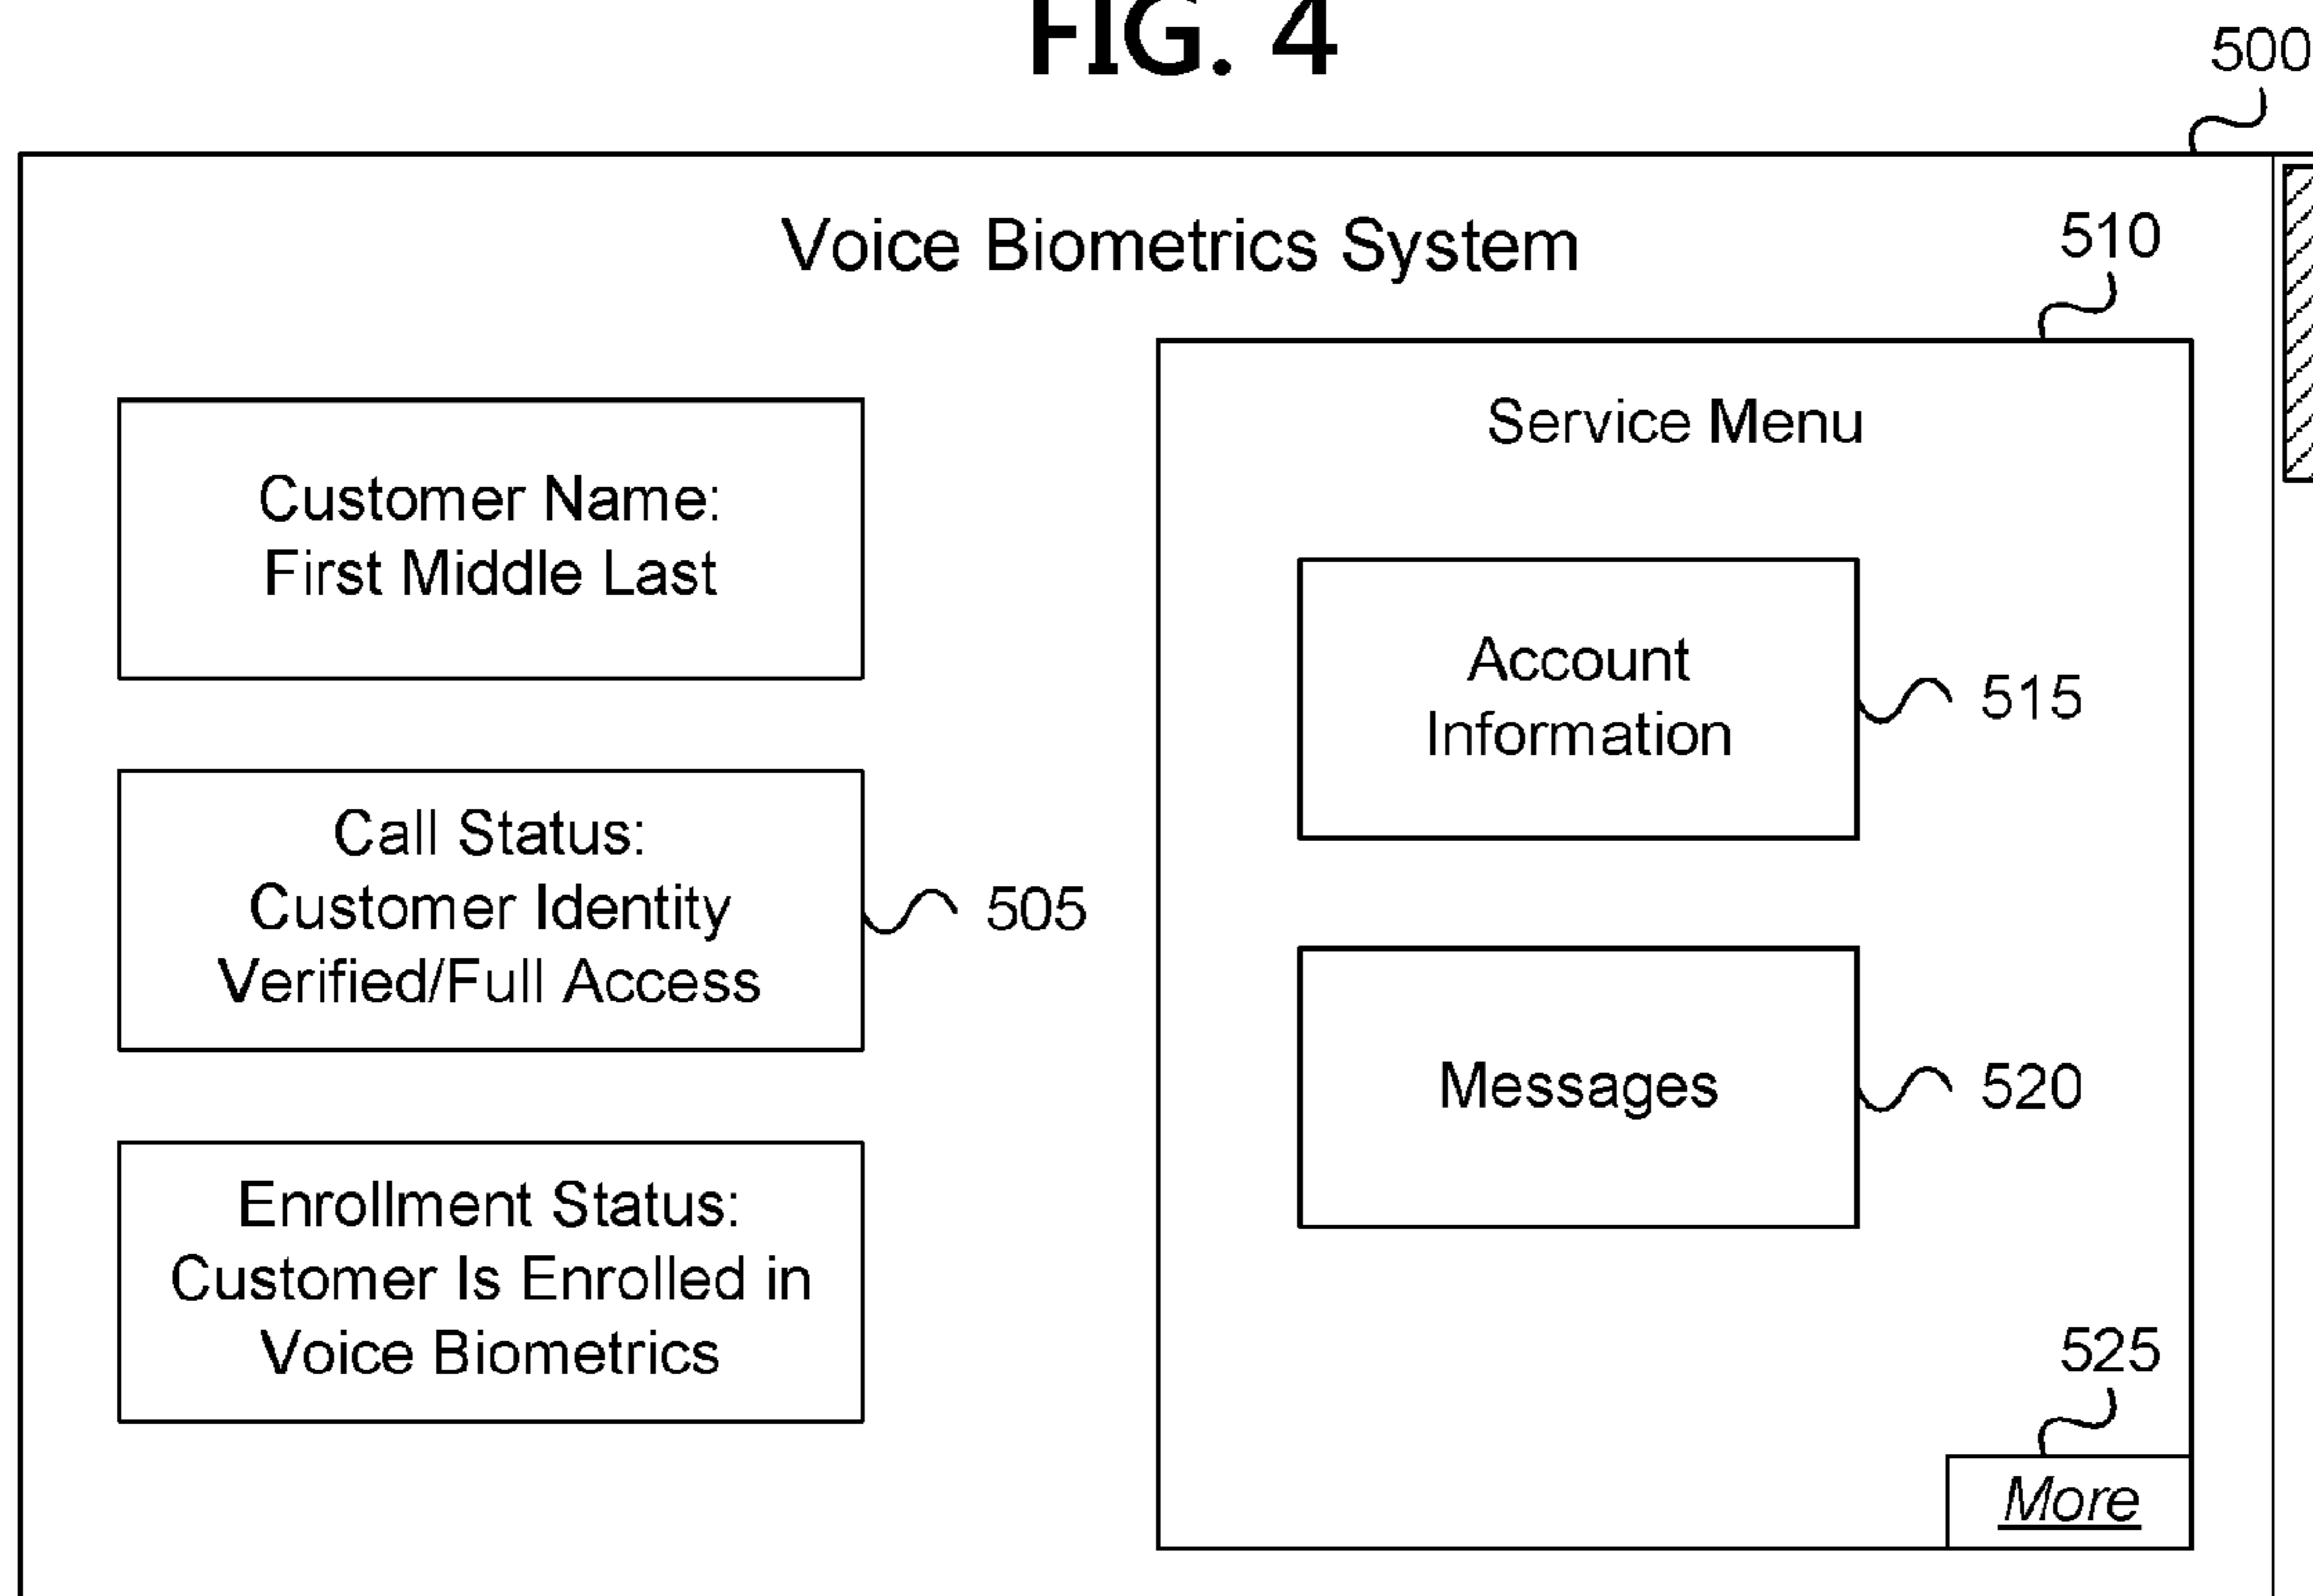 FIG. 4
500
Voice Biometrics System
510
Customer Name:
First Middle Last
Call Status:
Customer Identity
Verified/Full Access
505
Enrollment Status:
Customer Is Enrolled in
Voice Biometrics
Service Menu
Account
Information
515
Messages
520
525
More